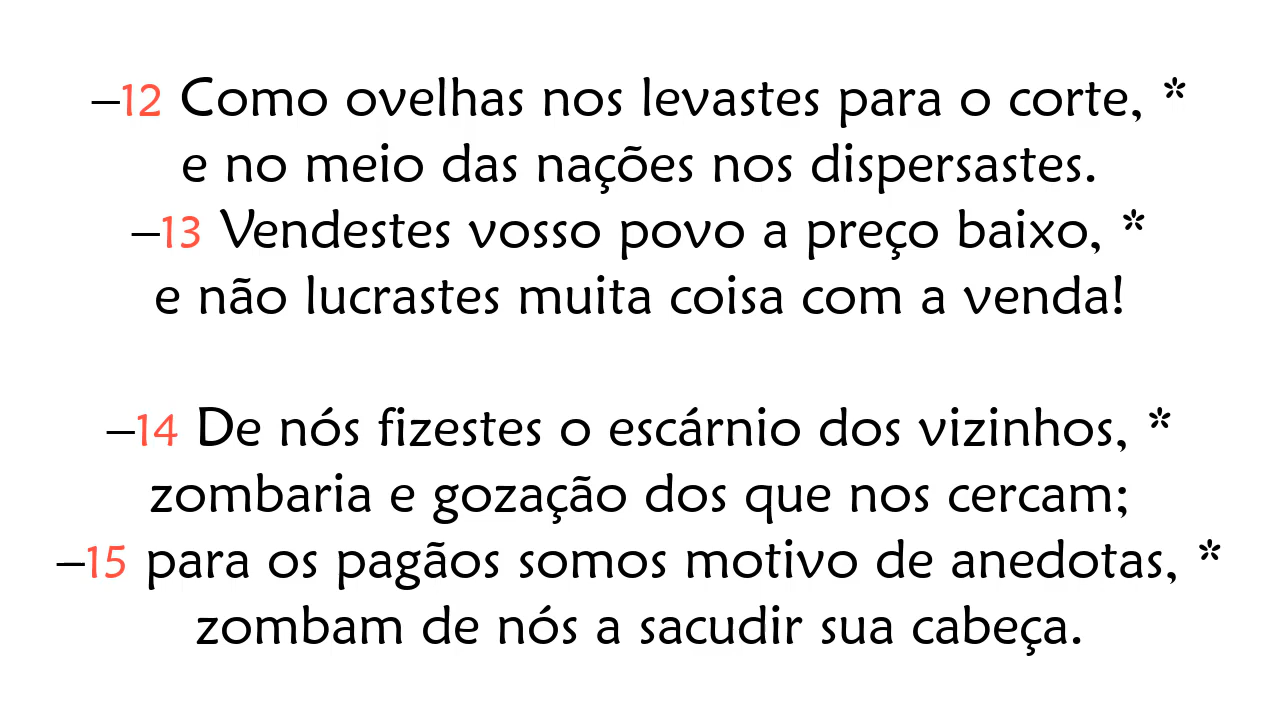 –12 Como ovelhas nos levastes para o corte, *
e no meio das nações nos dispersastes.
–13 Vendestes vosso povo a preço baixo, *
e não lucrastes muita coisa com a venda!
–14 De nós fizestes o escárnio dos vizinhos, *
zombaria e gozação dos que nos cercam;
–15 para os pagãos somos motivo de anedotas, *
zombam de nós a sacudir sua cabeça.